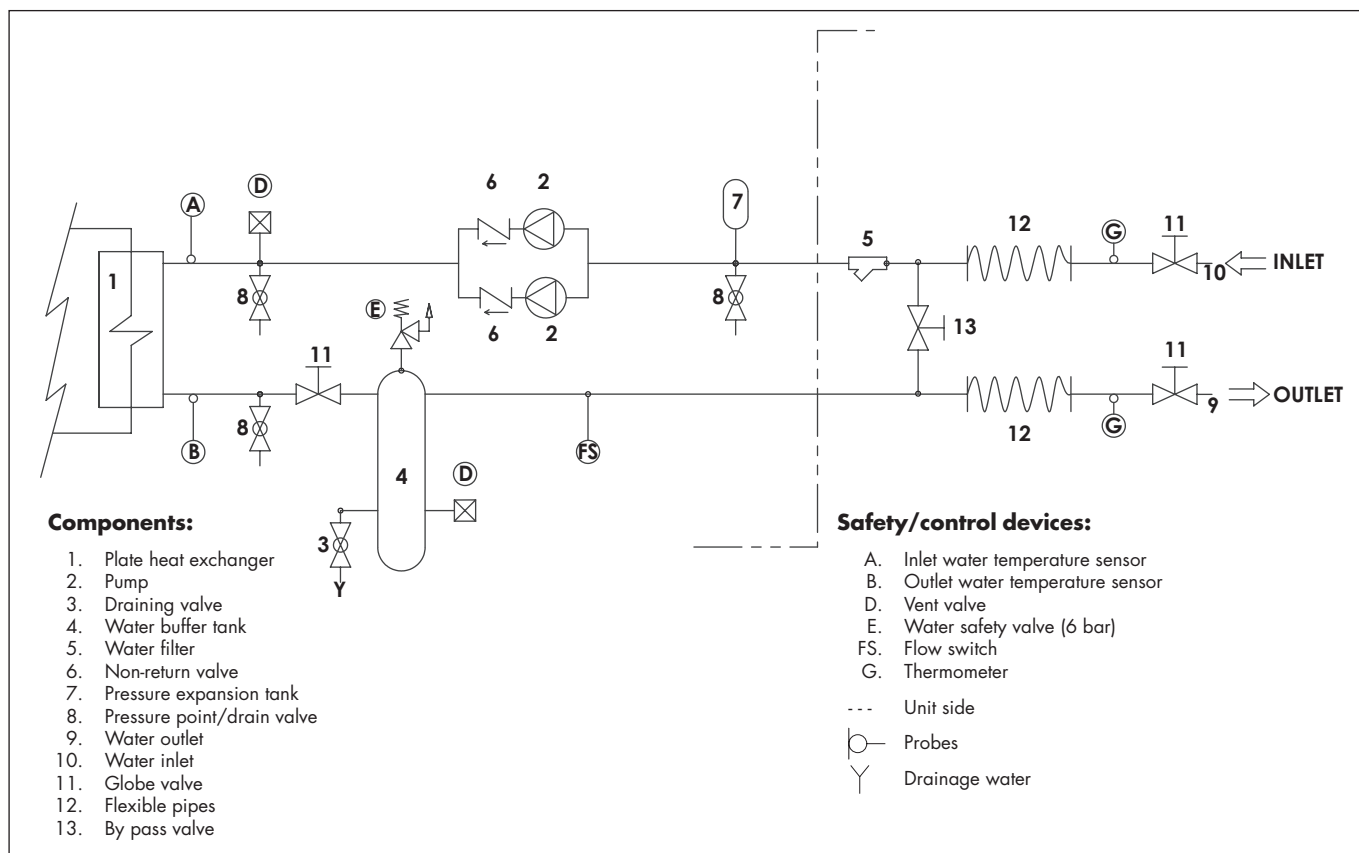 D
A
6
2
7
12
G
11
5
10
INLET
1
8
E
8
13
6
2
11
11
9
OUTLET
8
B
FS
12
G
4
D
3
Components:
1. Plate heat exchanger
2. Pump
3. Draining valve
4. Water buffer tank
5. Water filter
6. Non-return valve
7. Pressure expansion tank
8. Pressure point/drain valve
9. Water outlet
10. Water inlet
11. Globe valve
12. Flexible pipes
13. By pass valve
Safety/control devices:
A. Inlet water temperature sensor
B. Outlet water temperature sensor
D. Vent valve
E. Water safety valve (6 bar)
FS. Flow switch
G. Thermometer
Unit side
Probes
Drainage water